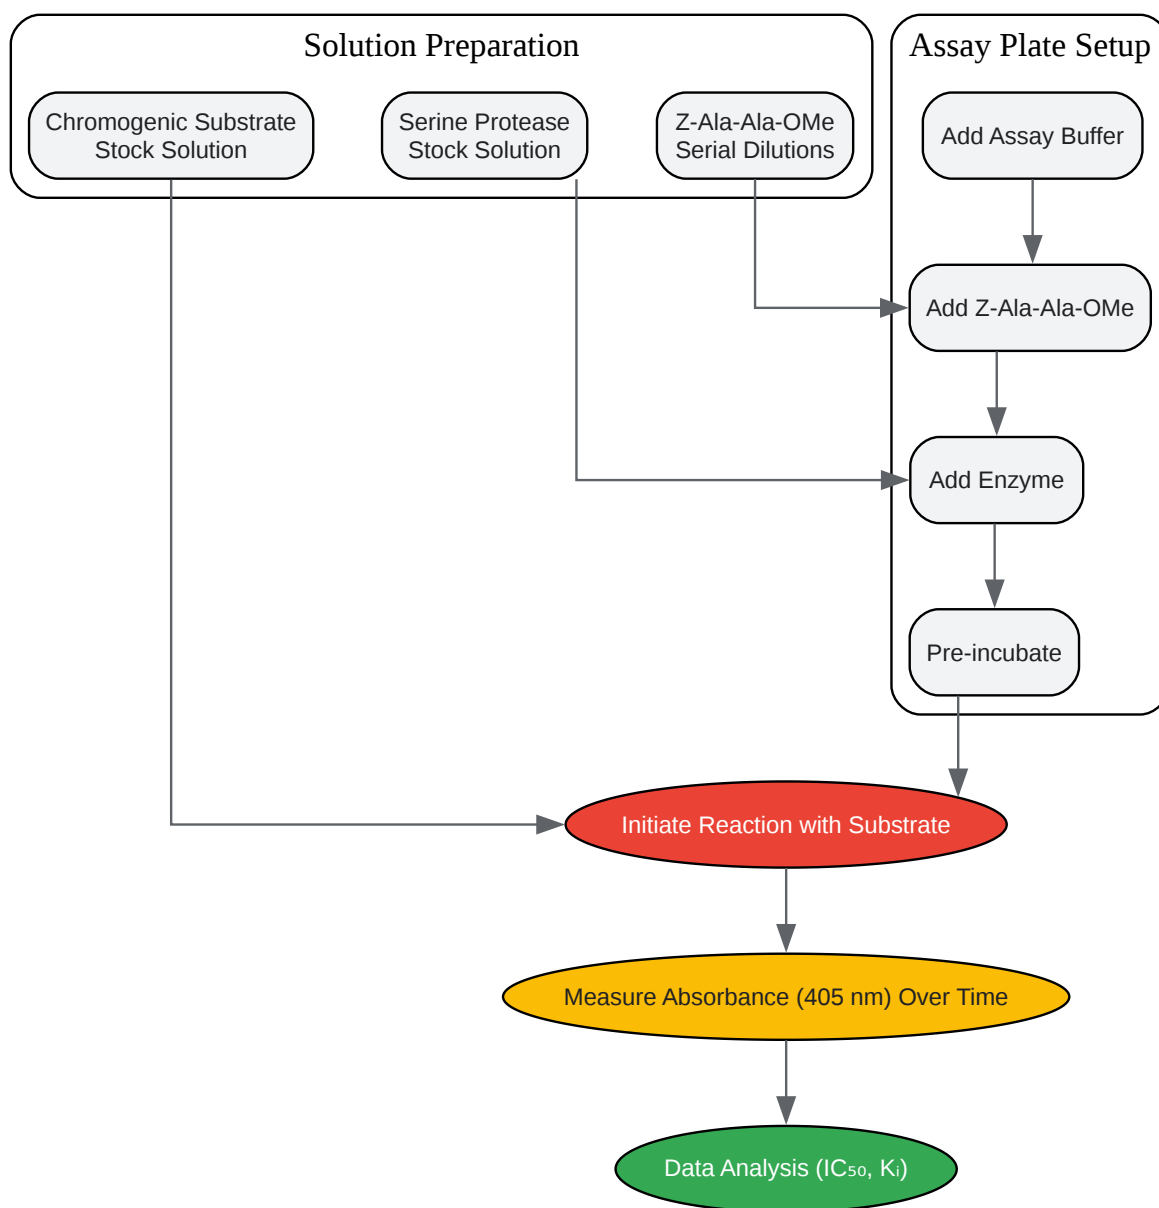 Solution Preparation
Chromogenic Substrate
Stock Solution
Serine Protease
Stock Solution
Z-Ala-Ala-OMe
Serial Dilutions
Assay Plate Setup
Add Assay Buffer
Add Z-Ala-Ala-OMe
Add Enzyme
Pre-incubate
Initiate Reaction with Substrate
Measure Absorbance (405 nm) Over Time
Data Analysis (IC₅₀, Kᵢ)